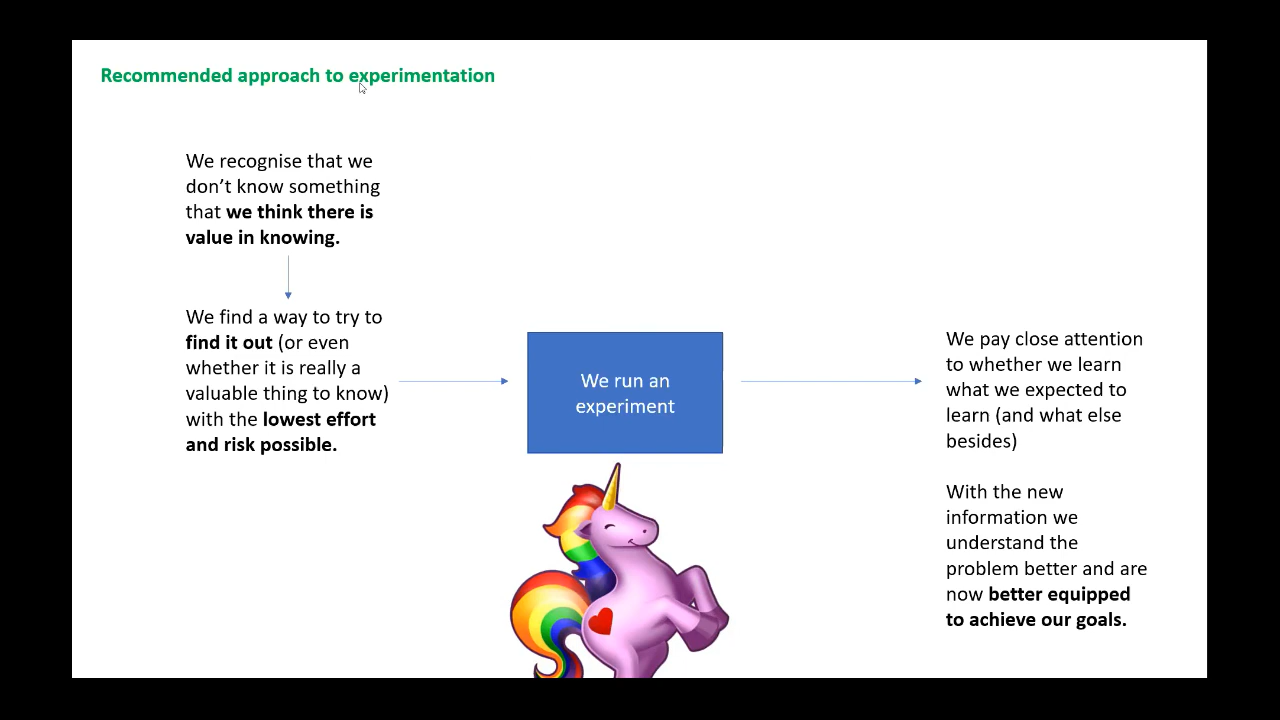 Recommended approach to experimentation
We recognise that we
don’t know something
that we think there is
value in knowing.
We find a way to try to
find it out (or even
whether it is really a
valuable thing to know)
with the lowest effort
and risk possible.
We run an
experiment
We pay close attention
to whether we learn
what we expected to
learn (and what else
besides)
With the new
information we
understand the
problem better and are
now better equipped
to achieve our goals.